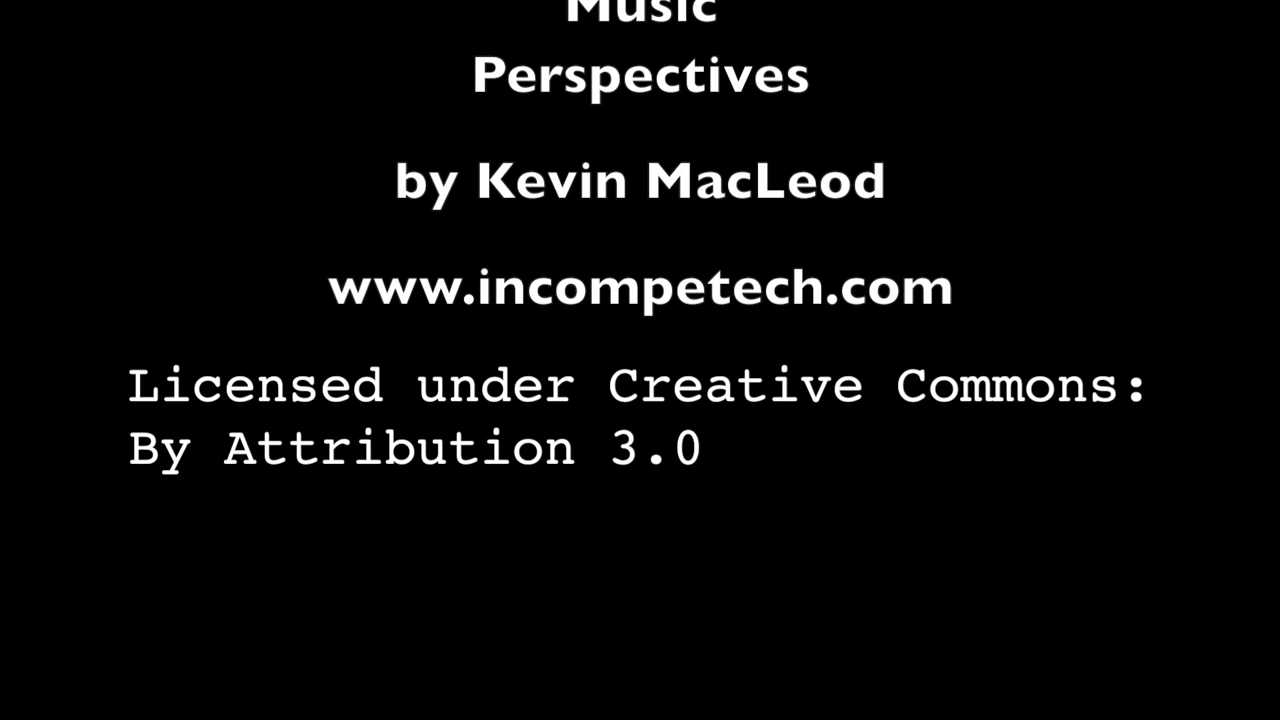 Music
Perspectives
by Kevin MacLeod
www.incompetech.com
Licensed under Creative Commons:
By Attribution 3.0